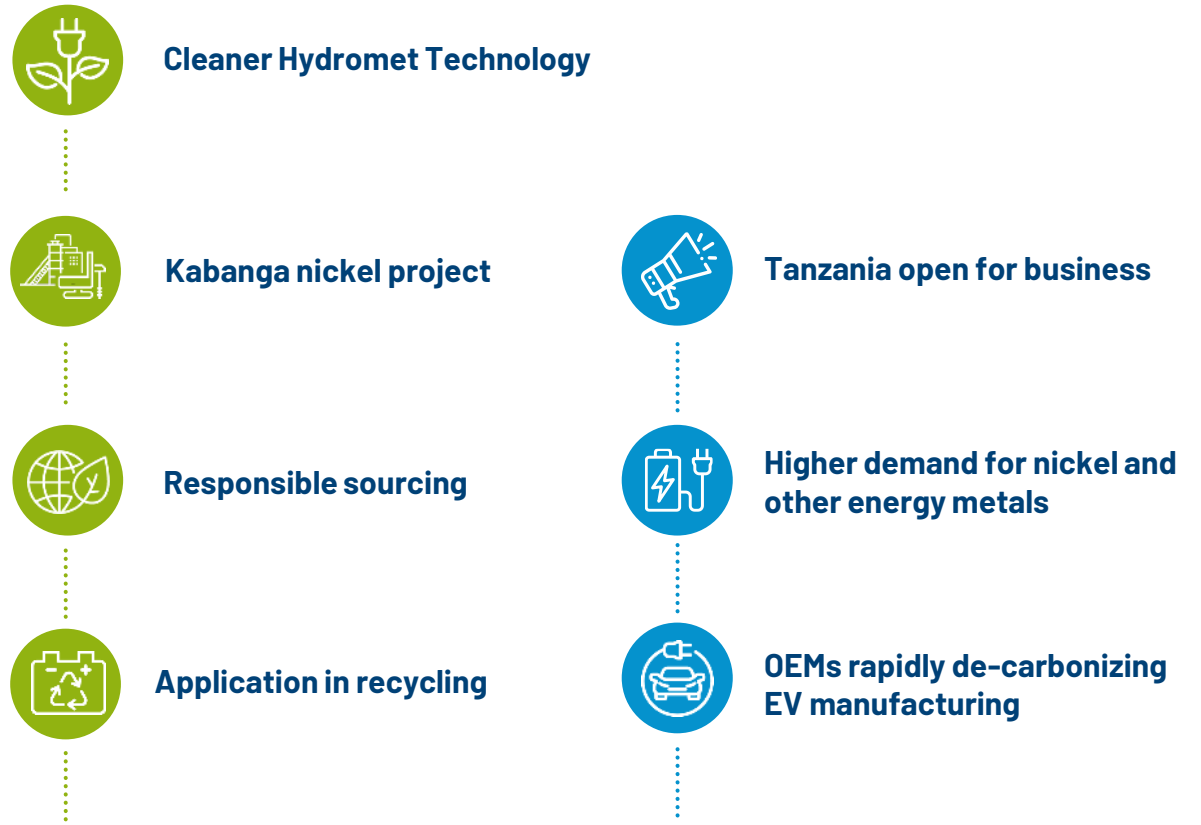 Cleaner Hydromet Technology
Kabanga nickel project
Responsible sourcing
Application in recycling
Tanzania open for business
Higher demand for nickel and
other energy metals
OEMs rapidly de-carbonizing
EV manufacturing